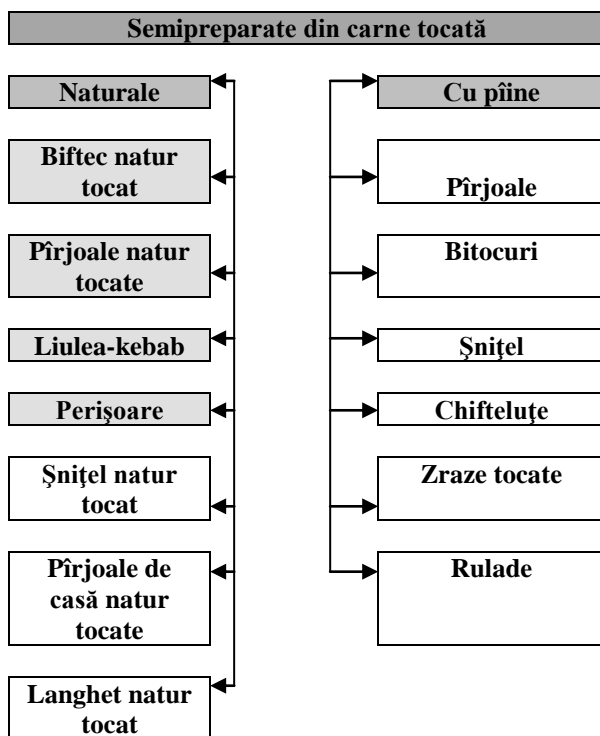 Semipreparate din carne tocată
Naturale
Cu pîine
Biftec natur
tocat
Pîrjoale
Pîrjoale natur
tocate
Bitocuri
Liulea-kebab
Şniţel
Perişoare
Chifteluţe
Şniţel natur
tocat
Zraze tocate
Pîrjoale de
casă natur
tocate
Rulade
Langhet natur
tocat